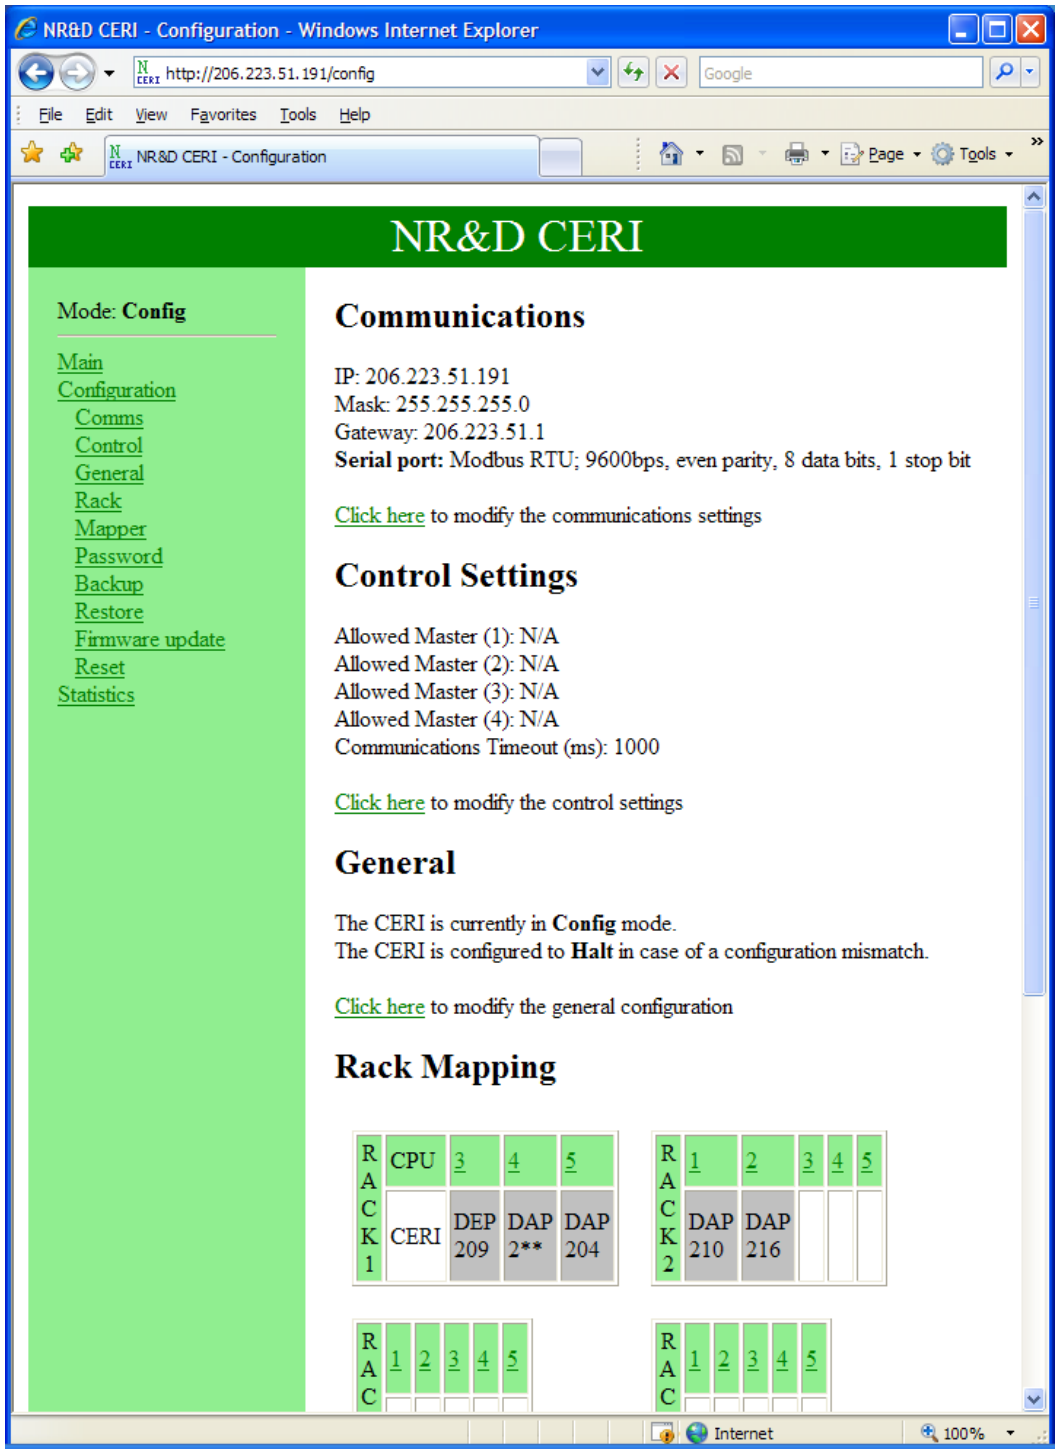 NR&D CERI - Configuration - Windows Internet Explorer
N CERI http://206.223.51.191/config
Google
File Edit View Favorites Tools Help
N CERI NR&D CERI - Configuration
Page Tools »
NR&D CERI
Mode: Config
Main
Configuration
Comms
Control
General
Rack
Mapper
Password
Backup
Restore
Firmware update
Reset
Statistics
Communications
IP: 206.223.51.191
Mask: 255.255.255.0
Gateway: 206.223.51.1
Serial port: Modbus RTU; 9600bps, even parity, 8 data bits, 1 stop bit
Click here to modify the communications settings
Control Settings
Allowed Master (1): N/A
Allowed Master (2): N/A
Allowed Master (3): N/A
Allowed Master (4): N/A
Communications Timeout (ms): 1000
Click here to modify the control settings
General
The CERI is currently in Config mode.
The CERI is configured to Halt in case of a configuration mismatch.
Click here to modify the general configuration
Rack Mapping
RACK1
CPU 3 4 5
CERI DEP 209 DAP 2** DAP 204
RACK2
1 2 3 4 5
DAP 210 DAP 216
RAC
1 2 3 4 5
RAC
1 2 3 4 5
Internet
100%